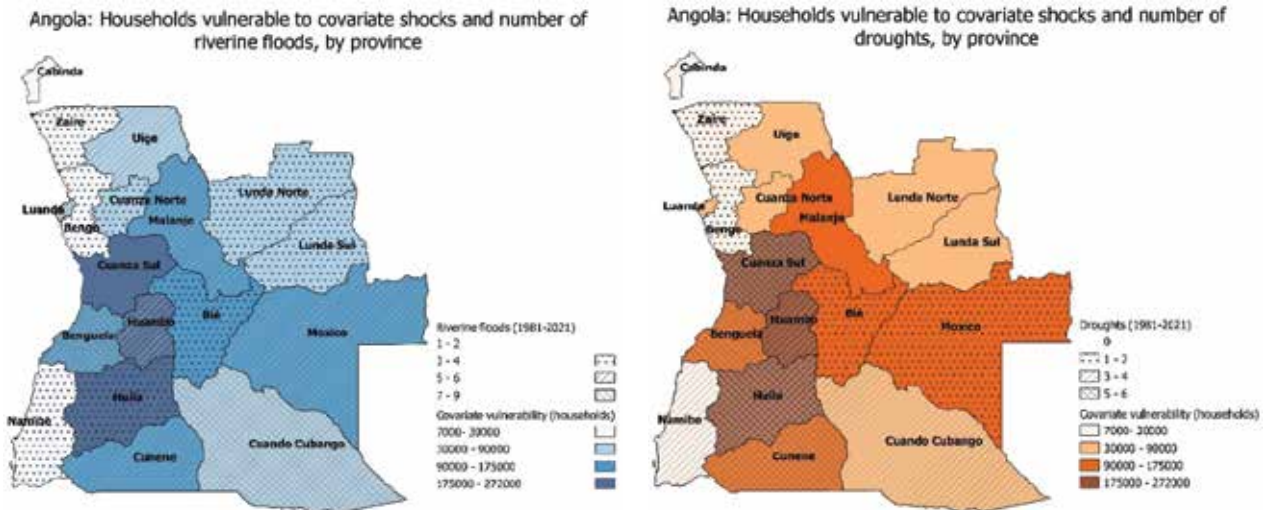 Angola: Households vulnerable to covariate shocks and number of
riverine floods, by province
Cabinda
Zaire
Uige
Lunda Norte
Cuanza Norte
Luanda
Malanje
Bengo
Lunda Sul
Cuanza Sul
Bié
Huambo
Moxico
Benguela
Huila
Namibe
Cuando Cubango
Cunene
Riverine floods (1981-2021)
1 - 2
3 - 4
5 - 6
7 - 9
Covariate vulnerability (households)
7000- 30000
30000 - 90000
90000 - 175000
175000 - 272000
Angola: Households vulnerable to covariate shocks and number of
droughts, by province
Cabinda
Zaire
Uige
Cuanza Norte
Lunda Norte
Luanda
Malanje
Bengo
Lunda Sul
Cuanza Sul
Bié
Huambo
Moxico
Benguela
Huila
Namibe
Cuando Cubango
Cunene
Droughts (1981-2021)
0
1 - 2
3 - 4
5 - 6
Covariate vulnerability (households)
7000- 30000
30000 - 90000
90000 - 175000
175000 - 272000